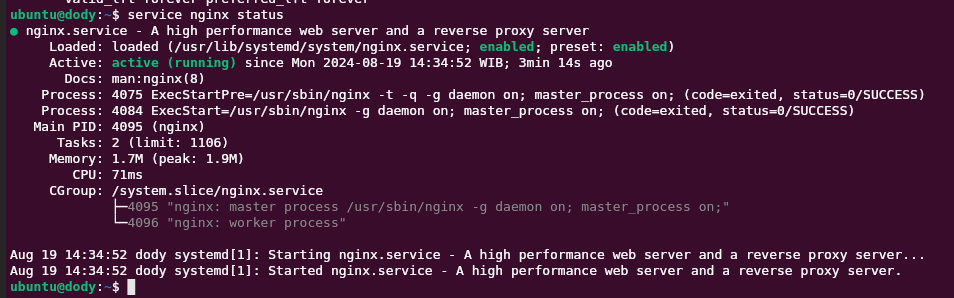 valid_lft forever preferred_lft forever
ubuntu@dody:~$ service nginx status
● nginx.service - A high performance web server and a reverse proxy server
     Loaded: loaded (/usr/lib/systemd/system/nginx.service; enabled; preset: enabled)
     Active: active (running) since Mon 2024-08-19 14:34:52 WIB; 3min 14s ago
       Docs: man:nginx(8)
    Process: 4075 ExecStartPre=/usr/sbin/nginx -t -q -g daemon on; master_process on; (code=exited, status=0/SUCCESS)
    Process: 4084 ExecStart=/usr/sbin/nginx -g daemon on; master_process on; (code=exited, status=0/SUCCESS)
   Main PID: 4095 (nginx)
      Tasks: 2 (limit: 1106)
     Memory: 1.7M (peak: 1.9M)
        CPU: 71ms
     CGroup: /system.slice/nginx.service
             ├─4095 "nginx: master process /usr/sbin/nginx -g daemon on; master_process on;"
             └─4096 "nginx: worker process"
Aug 19 14:34:52 dody systemd[1]: Starting nginx.service - A high performance web server and a reverse proxy server...
Aug 19 14:34:52 dody systemd[1]: Started nginx.service - A high performance web server and a reverse proxy server.
ubuntu@dody:~$